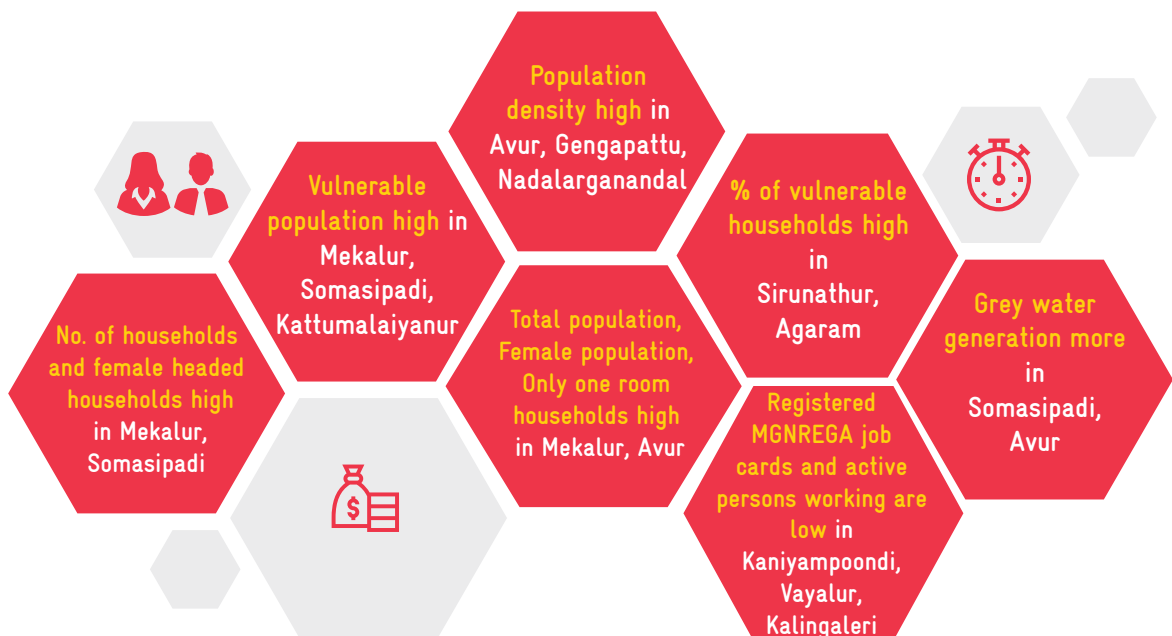 Population
density high in
Avur, Gengapattu,
Nadalarganandal
Vulnerable
population high in
Mekalur,
Somasipadi,
Kattumalaiyanur
% of vulnerable
households high
in
Sirunathur,
Agaram
No. of households
and female headed
households high
in Mekalur,
Somasipadi
Total population,
Female population,
Only one room
households high
in Mekalur, Avur
Grey water
generation more
in
Somasipadi,
Avur
Registered
MGNREGA job
cards and active
persons working are
low in
Kaniyampoondi,
Vayalur,
Kalingaleri
$